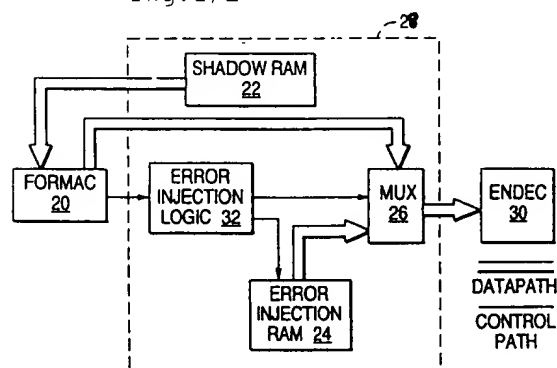 28
SHADOW RAM
22
FORMAC
20
ERROR
INJECTION
LOGIC 32
MUX
26
ENDEC
30
ERROR
INJECTION
RAM 24
DATAPATH
CONTROL
PATH